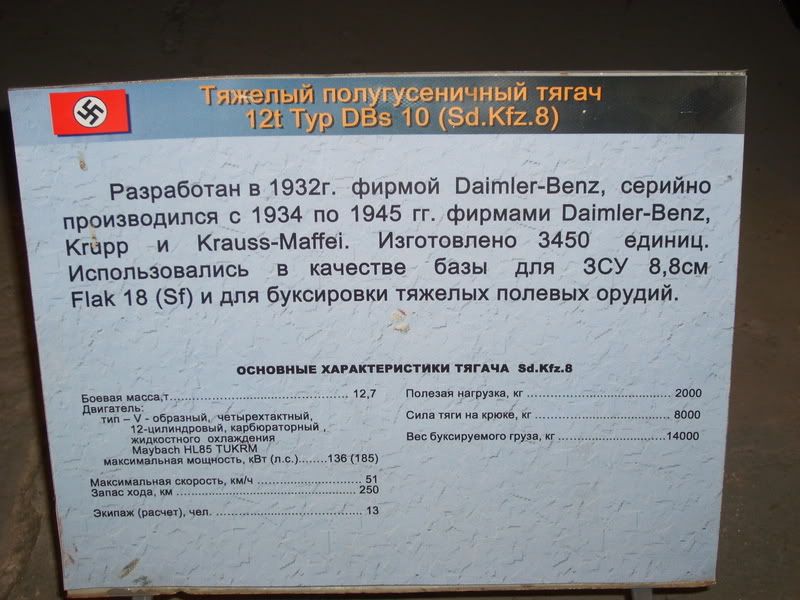 Тяжелый полугусеничный тягач
12t Typ DBs 10 (Sd.Kfz.8)
Разработан в 1932г. фирмой Daimler-Benz, серийно
производился с 1934 по 1945 гг. фирмами Daimler-Benz,
Krupp и Krauss-Maffei. Изготовлено 3450 единиц.
Использовались в качестве базы для ЗСУ 8,8см
Flak 18 (Sf) и для буксировки тяжелых полевых орудий.
ОСНОВНЫЕ ХАРАКТЕРИСТИКИ ТЯГАЧА Sd.Kfz.8
Боевая масса,т................................................ 12,7
Двигатель:
тип – V - образный, четырехтактный,
12-цилиндровый, карбюраторный ,
жидкостного охлаждения
Maybach HL85 TUKRM
максимальная мощность, кВт (л.с.)........136 (185)
Максимальная скорость, км/ч ............................ 51
Запас хода, км ................................................ 250
Экипаж (расчет), чел. ....................................... 13
Полезая нагрузка, кг ........................................ 2000
Сила тяги на крюке, кг ..................................... 8000
Вес буксируемого груза, кг .............................14000